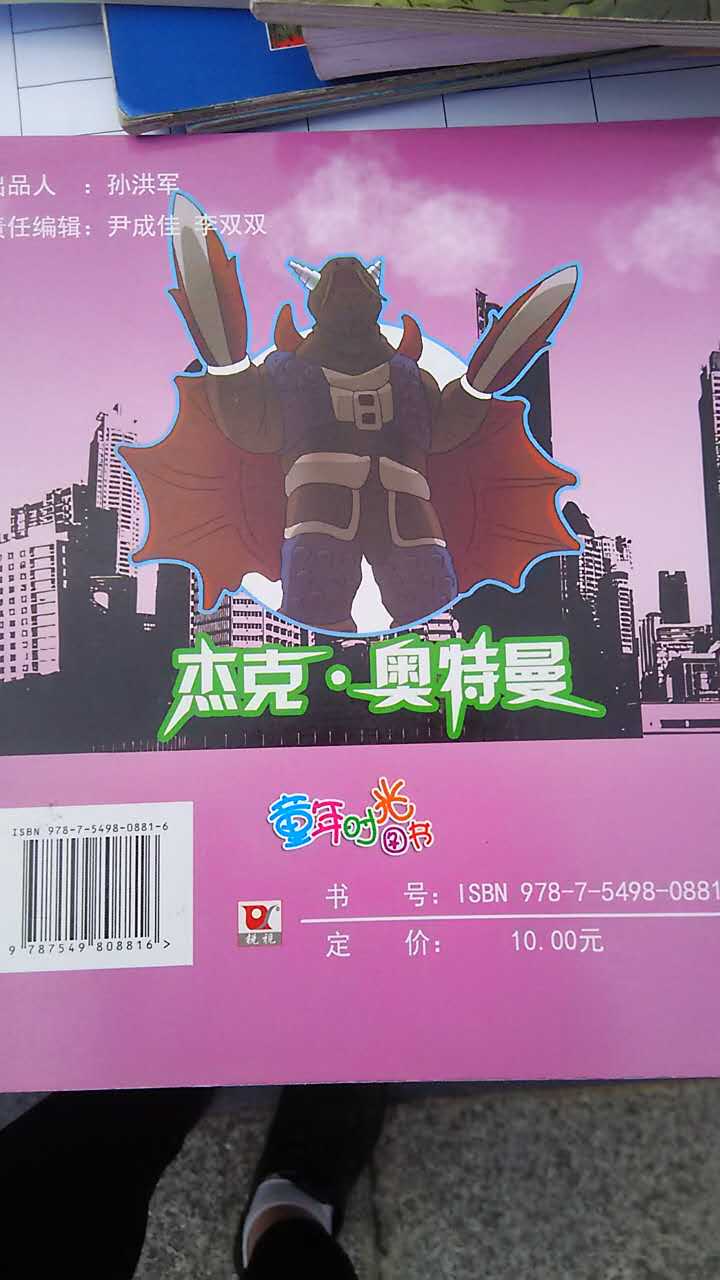 出品人 ：孙洪军
责任编辑：尹成佳 李双双
杰克·奥特曼
童年时光图书
ISBN 978-7-5498-0881-6
9 787549 808816 >
书 号：ISBN 978-7-5498-0881
定 价： 10.00元